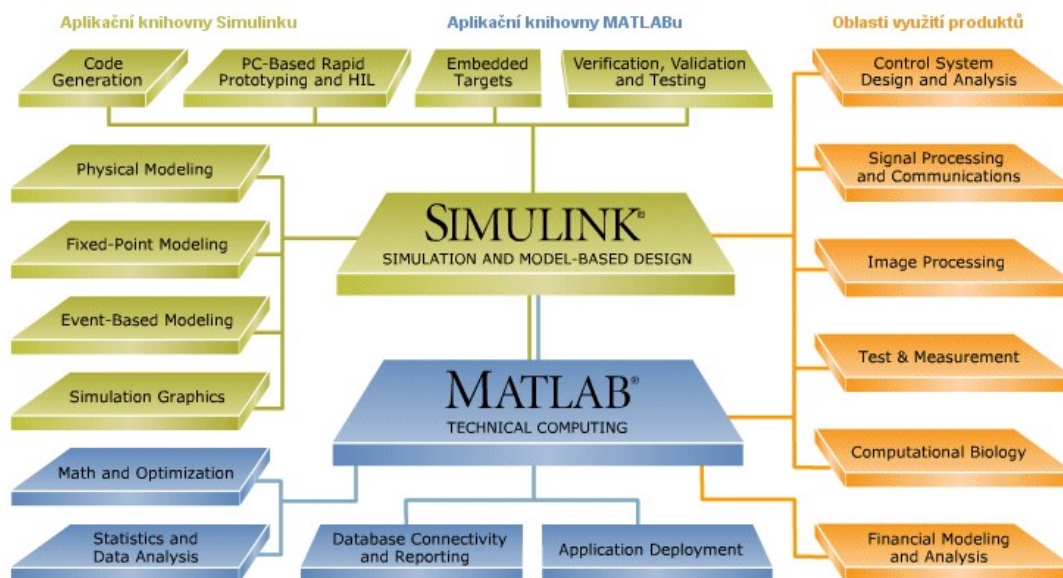 Aplikační knihovny Simulinku
Aplikační knihovny MATLABu
Oblasti využití produktů
Code
Generation
PC-Based Rapid
Prototyping and HIL
Embedded
Targets
Verification, Validation
and Testing
Control System
Design and Analysis
Physical Modeling
Signal Processing
and Communications
SIMULINK®
SIMULATION AND MODEL-BASED DESIGN
Fixed-Point Modeling
Image Processing
Event-Based Modeling
Test & Measurement
Simulation Graphics
MATLAB®
TECHNICAL COMPUTING
Math and Optimization
Computational Biology
Statistics and
Data Analysis
Database Connectivity
and Reporting
Application Deployment
Financial Modeling
and Analysis